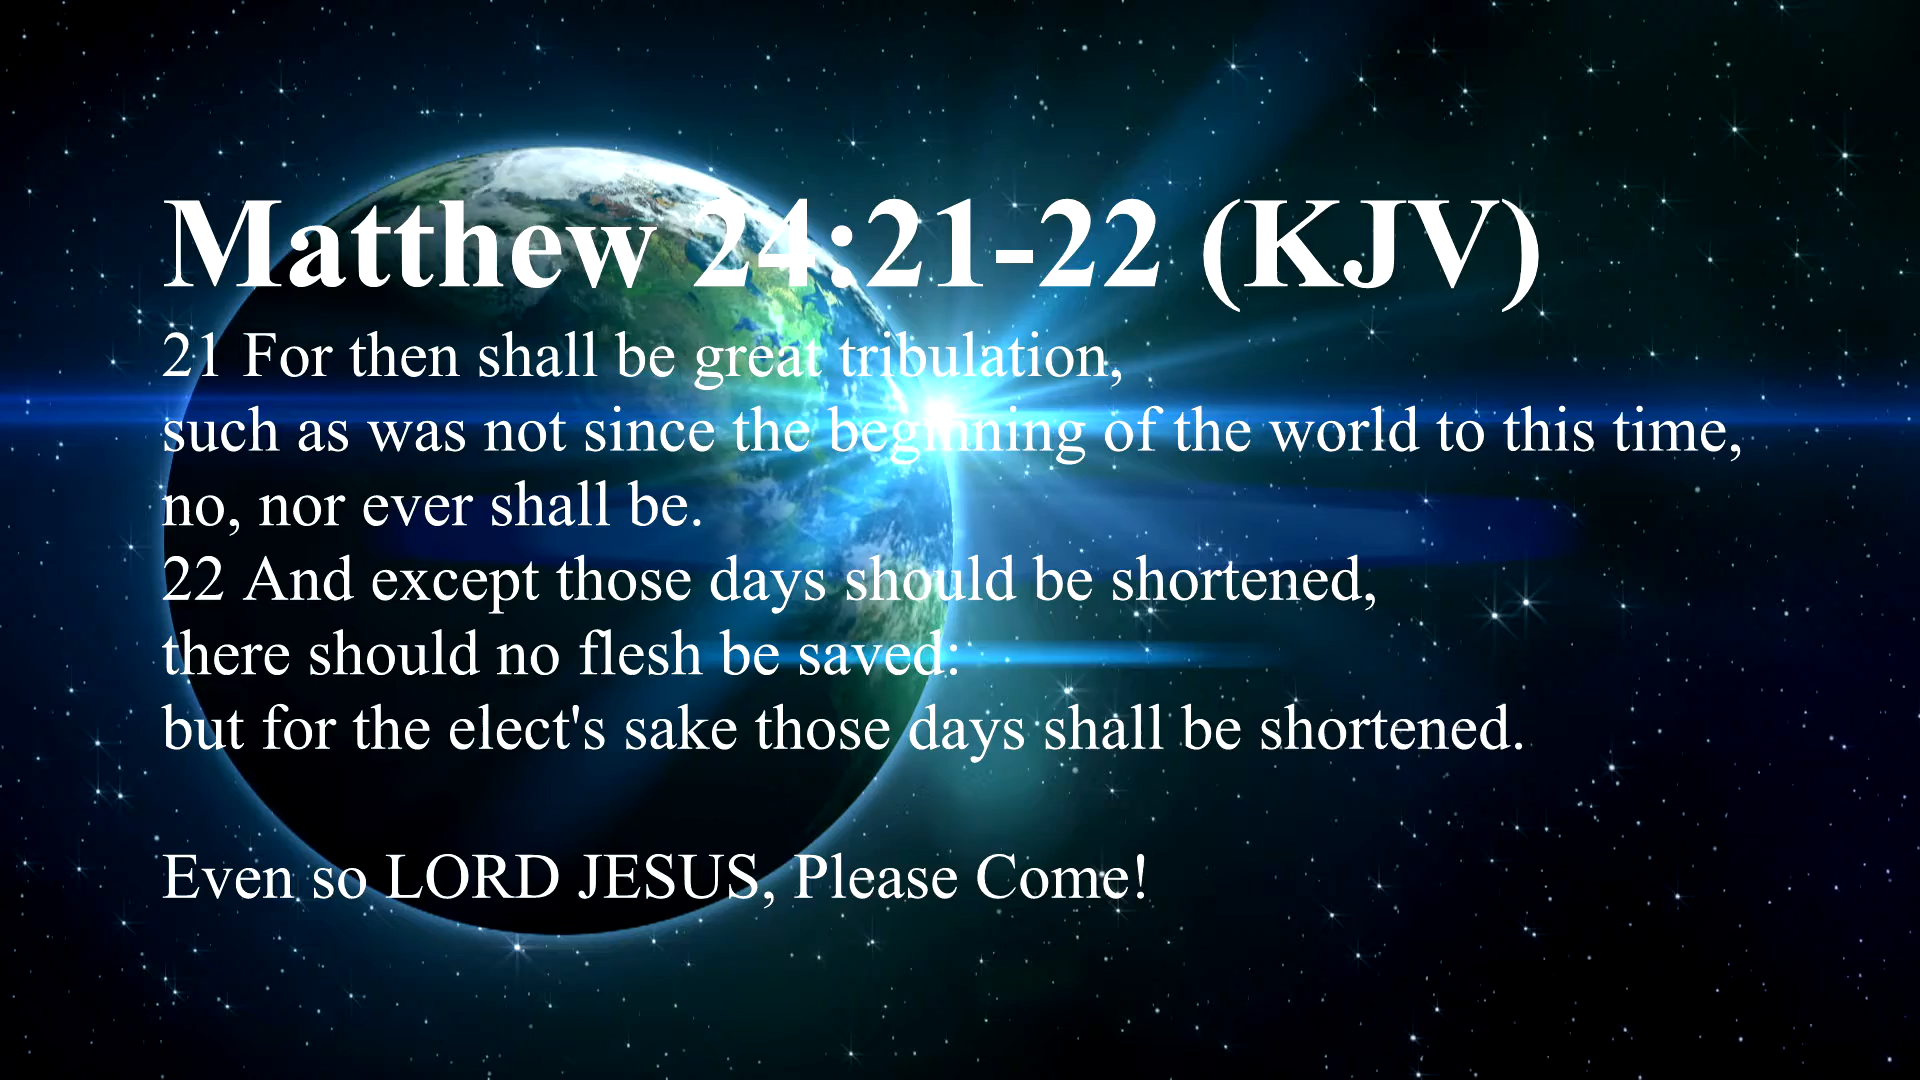 Matthew 24:21-22 (KJV)
21 For then shall be great tribulation,
such as was not since the beginning of the world to this time,
no, nor ever shall be.
22 And except those days should be shortened,
there should no flesh be saved:
but for the elect's sake those days shall be shortened.
Even so LORD JESUS, Please Come!